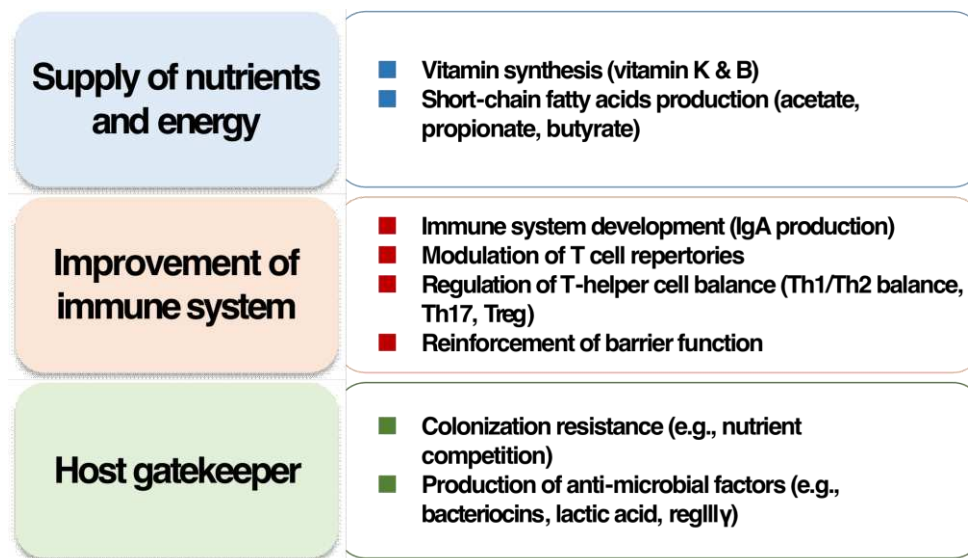 Supply of nutrients
and energy
Vitamin synthesis (vitamin K & B)
Short-chain fatty acids production (acetate,
propionate, butyrate)
Improvement of
immune system
Immune system development (IgA production)
Modulation of T cell repertories
Regulation of T-helper cell balance (Th1/Th2 balance,
Th17, Treg)
Reinforcement of barrier function
Host gatekeeper
Colonization resistance (e.g., nutrient
competition)
Production of anti-microbial factors (e.g.,
bacteriocins, lactic acid, regIIIγ)